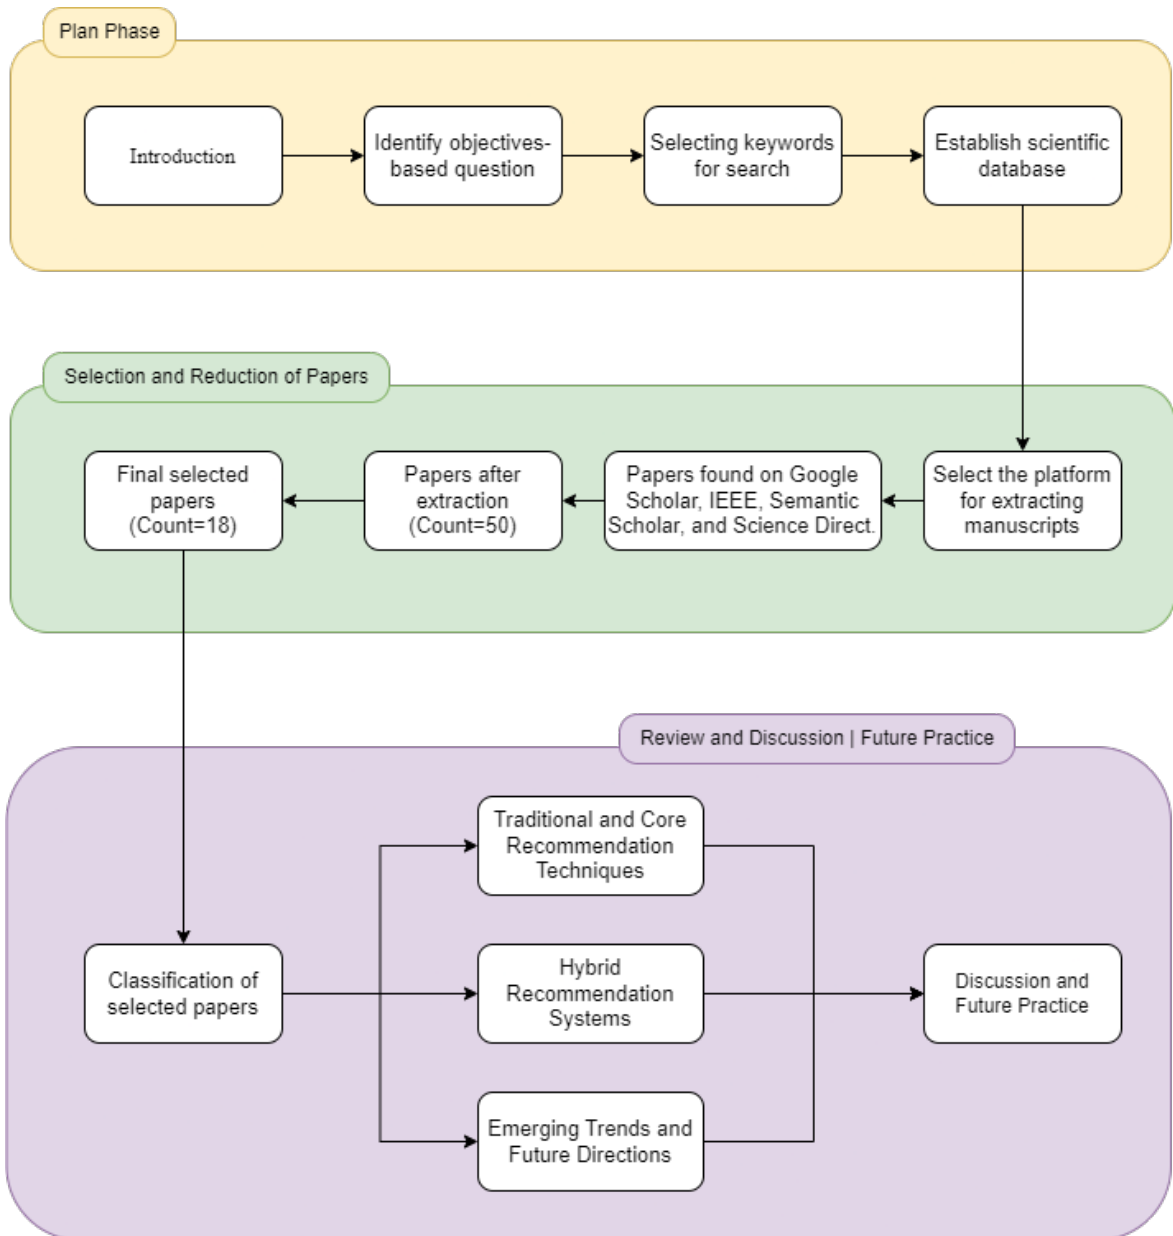 Plan Phase
Introduction
Identify objectives-
based question
Selecting keywords
for search
Establish scientific
database
Selection and Reduction of Papers
Final selected
papers
(Count=18)
Papers after
extraction
(Count=50)
Papers found on Google
Scholar, IEEE, Semantic
Scholar, and Science Direct.
Select the platform
for extracting
manuscripts
Review and Discussion | Future Practice
Traditional and Core
Recommendation
Techniques
Classification of
selected papers
Hybrid
Recommendation
Systems
Discussion and
Future Practice
Emerging Trends and
Future Directions